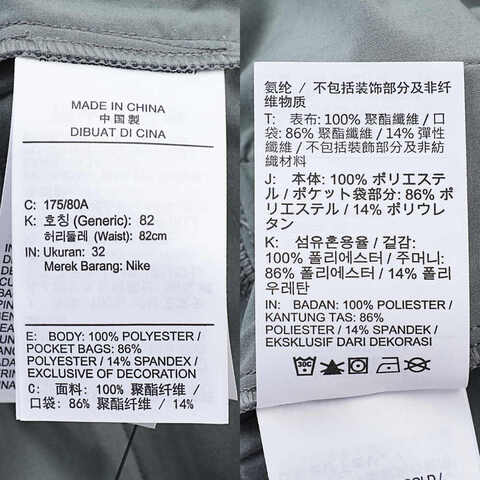 MADE IN CHINA
中国製
DIBUAT DI CINA
C: 175/80A
K: 호칭 (Generic): 82
허리둘레 (Waist): 82cm
IN: Ukuran: 32
Merek Barang: Nike
E: BODY: 100% POLYESTER /
POCKET BAGS: 86%
POLYESTER / 14% SPANDEX /
EXCLUSIVE OF DECORATION
C: 面料: 100% 聚酯纤维 /
口袋: 86% 聚酯纤维 / 14%
氨纶 / 不包括装饰部分及非纤
维物质
T: 表布: 100% 聚酯纖維 / 口
袋: 86% 聚酯纖維 / 14% 彈性
纖維 / 不包括裝飾部分及非紡
織材料
J: 本体: 100% ポリエステ
ル / ポケット袋部分: 86% ポ
リエステル / 14% ポリウレ
タン
K: 섬유혼용율 / 겉감:
100% 폴리에스터 / 주머니:
86% 폴리에스터 / 14% 폴리
우레탄
IN: BADAN: 100% POLIESTER /
KANTUNG TAS: 86%
POLIESTER / 14% SPANDEK /
EKSKLUSIF DARI DEKORASI
30C